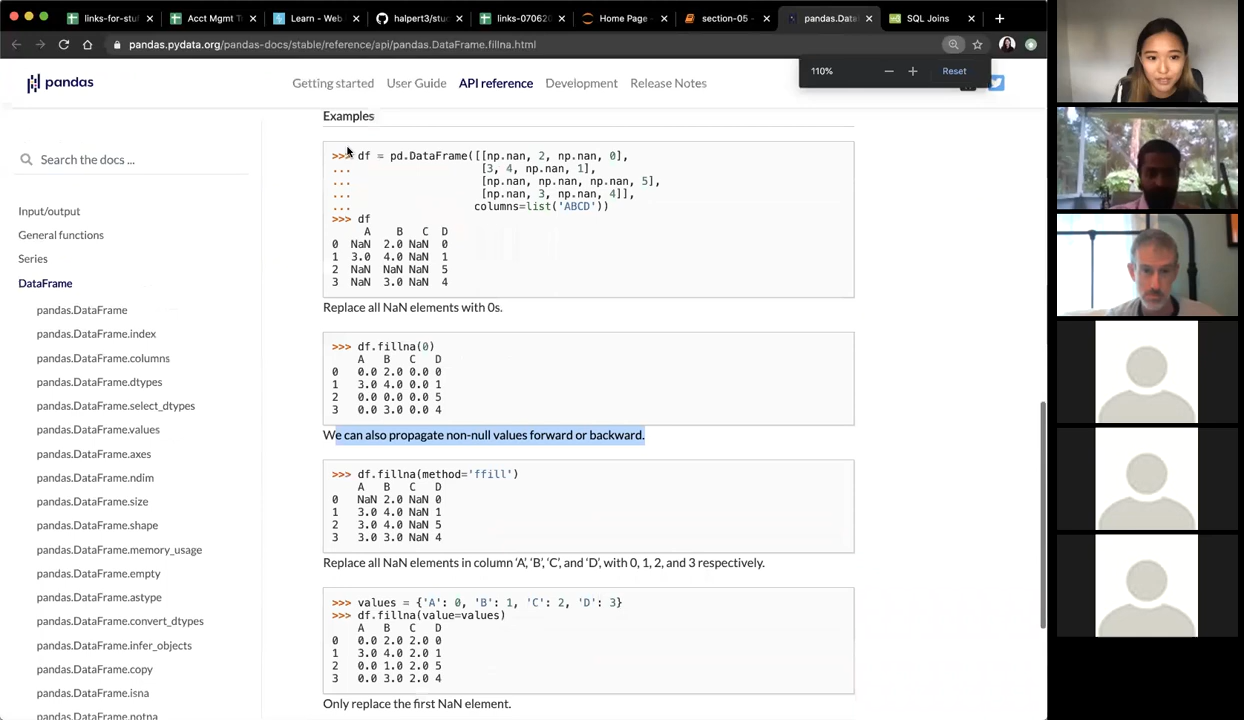 links-for-stu
Acct Mgmt T
Learn - Web
halpert3/stud
links-07062
Home Page -
section-05 -
pandas.Data
SQL Joins
pandas.pydata.org/pandas-docs/stable/reference/api/pandas.DataFrame.fillna.html
110%
Reset
pandas
Getting started
User Guide
API reference
Development
Release Notes
Search the docs ...
Input/output
General functions
Series
DataFrame
pandas.DataFrame
pandas.DataFrame.index
pandas.DataFrame.columns
pandas.DataFrame.dtypes
pandas.DataFrame.select_dtypes
pandas.DataFrame.values
pandas.DataFrame.axes
pandas.DataFrame.ndim
pandas.DataFrame.size
pandas.DataFrame.shape
pandas.DataFrame.memory_usage
pandas.DataFrame.empty
pandas.DataFrame.astype
pandas.DataFrame.convert_dtypes
pandas.DataFrame.infer_objects
pandas.DataFrame.copy
pandas.DataFrame.isna
pandas.DataFrame.notna
Examples
>>> df = pd.DataFrame([[np.nan, 2, np.nan, 0],
... [3, 4, np.nan, 1],
... [np.nan, np.nan, np.nan, 5],
... [np.nan, 3, np.nan, 4]],
... columns=list('ABCD'))
>>> df
A B C D
0 NaN 2.0 NaN 0
1 3.0 4.0 NaN 1
2 NaN NaN NaN 5
3 NaN 3.0 NaN 4
Replace all NaN elements with 0s.
>>> df.fillna(0)
A B C D
0 0.0 2.0 0.0 0
1 3.0 4.0 0.0 1
2 0.0 0.0 0.0 5
3 0.0 3.0 0.0 4
We can also propagate non-null values forward or backward.
>>> df.fillna(method='ffill')
A B C D
0 NaN 2.0 NaN 0
1 3.0 4.0 NaN 1
2 3.0 4.0 NaN 5
3 3.0 3.0 NaN 4
Replace all NaN elements in column ‘A’, ‘B’, ‘C’, and ‘D’, with 0, 1, 2, and 3 respectively.
>>> values = {'A': 0, 'B': 1, 'C': 2, 'D': 3}
>>> df.fillna(value=values)
A B C D
0 0.0 2.0 2.0 0
1 3.0 4.0 2.0 1
2 0.0 1.0 2.0 5
3 0.0 3.0 2.0 4
Only replace the first NaN element.